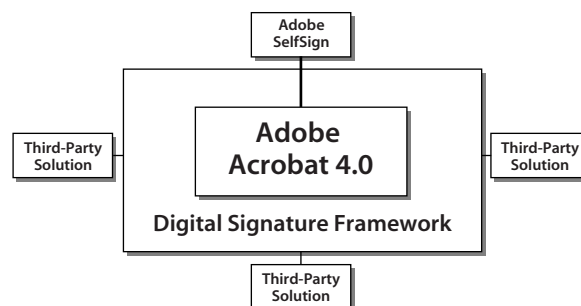 Adobe
SelfSign
Adobe
Acrobat 4.0
Third-Party
Solution
Third-Party
Solution
Digital Signature Framework
Third-Party
Solution